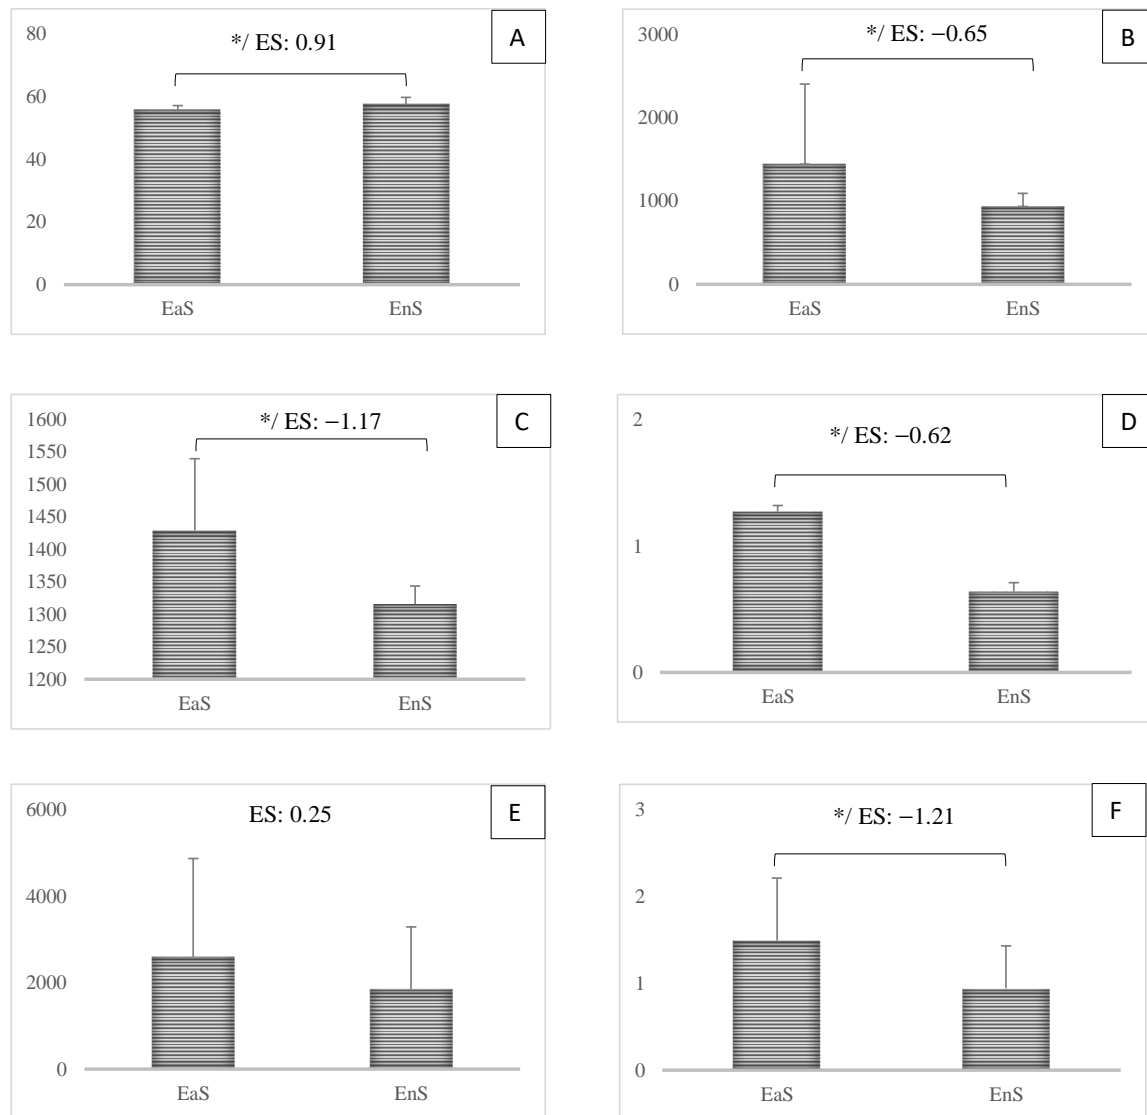 A
*/ ES: 0.91
80
60
40
20
0
EaS EnS
B
*/ ES: −0.65
3000
2000
1000
0
EaS EnS
C
*/ ES: −1.17
1600
1550
1500
1450
1400
1350
1300
1250
1200
EaS EnS
D
*/ ES: −0.62
2
1
0
EaS EnS
E
ES: 0.25
6000
4000
2000
0
EaS EnS
F
*/ ES: −1.21
3
2
1
0
EaS EnS